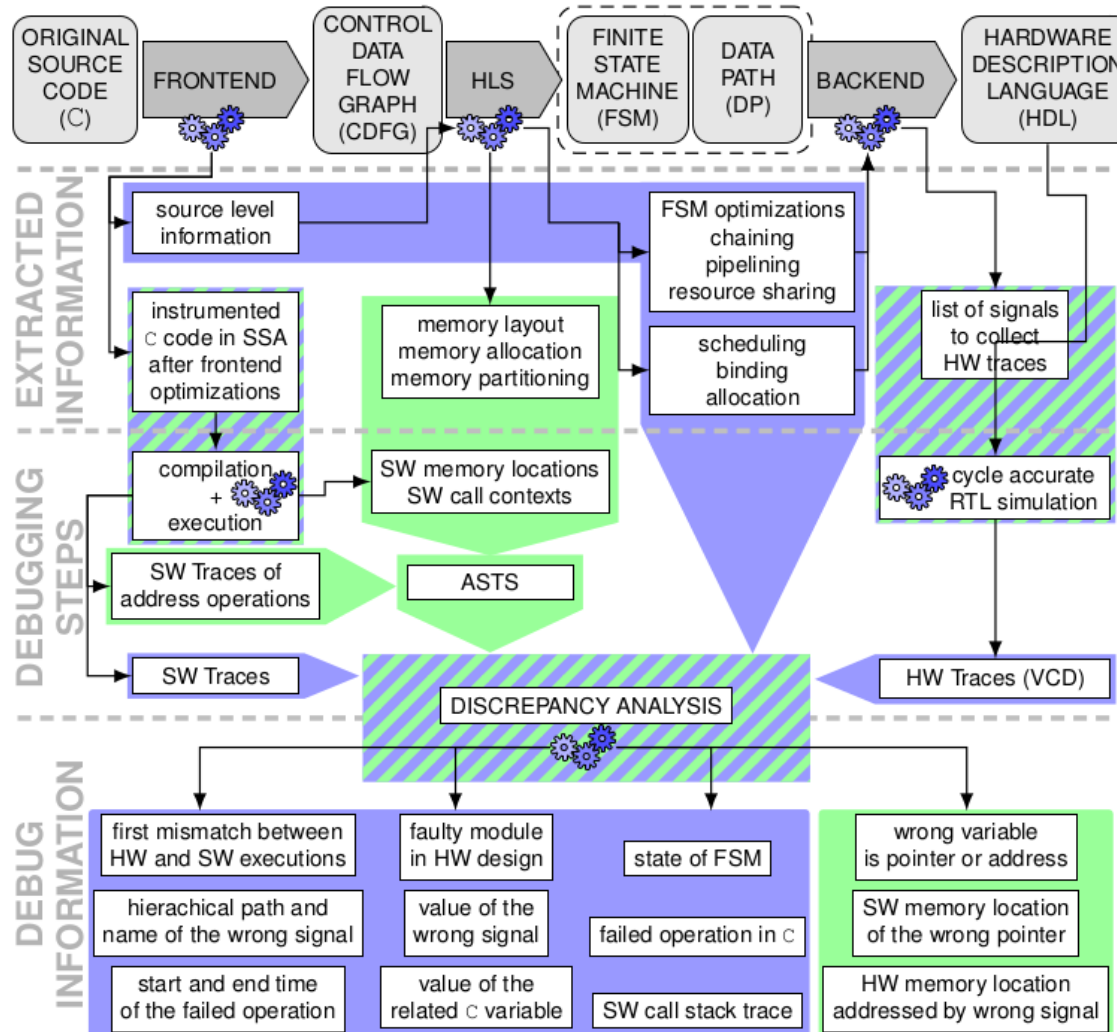 ORIGINAL
SOURCE
CODE
(C)
FRONTEND
CONTROL
DATA
FLOW
GRAPH
(CDFG)
HLS
FINITE
STATE
MACHINE
(FSM)
DATA
PATH
(DP)
BACKEND
HARDWARE
DESCRIPTION
LANGUAGE
(HDL)
EXTRACTED
INFORMATION
source level
information
FSM optimizations
chaining
pipelining
resource sharing
instrumented
C code in SSA
after frontend
optimizations
memory layout
memory allocation
memory partitioning
scheduling
binding
allocation
list of signals
to collect
HW traces
DEBUGGING
STEPS
compilation
+
execution
SW memory locations
SW call contexts
cycle accurate
RTL simulation
SW Traces of
address operations
ASTS
SW Traces
HW Traces (VCD)
DISCREPANCY ANALYSIS
DEBUG
INFORMATION
first mismatch between
HW and SW executions
faulty module
in HW design
state of FSM
wrong variable
is pointer or address
hierachical path and
name of the wrong signal
value of the
wrong signal
failed operation in C
SW memory location
of the wrong pointer
start and end time
of the failed operation
value of the
related C variable
SW call stack trace
HW memory location
addressed by wrong signal